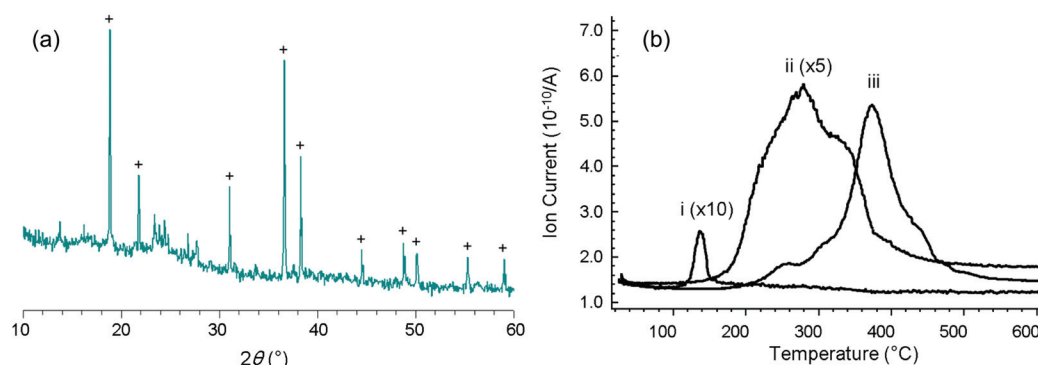 (a)
+
+
+
+
+
+
+
+
+
+
10 20 30 40 50 60
2θ (°)
(b)
7.0
6.0
5.0
4.0
3.0
2.0
1.0
Ion Current (10⁻¹⁰/A)
i (x10)
ii (x5)
iii
100 200 300 400 500 600
Temperature (°C)